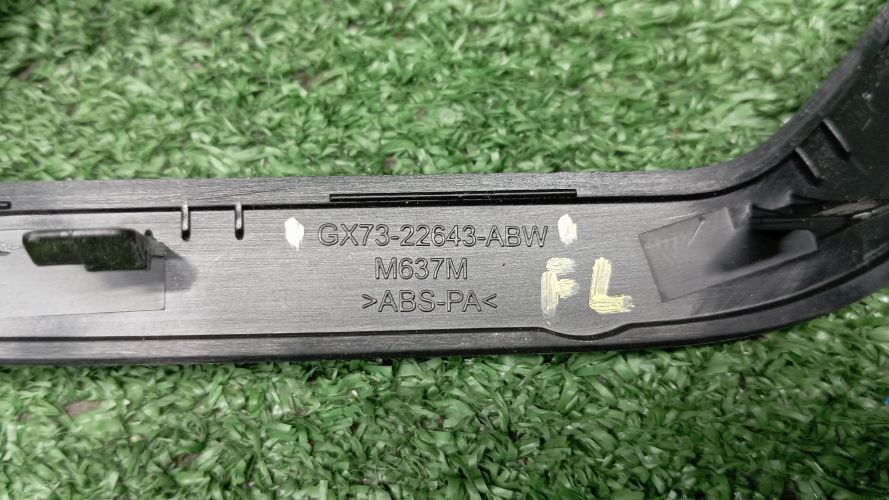 GX73-22643-ABW
M637M
>ABS-PA<
FL